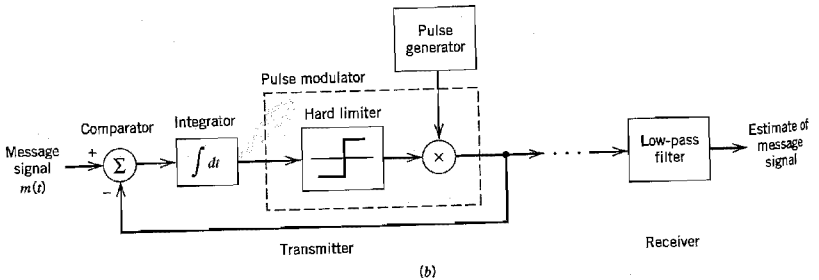 Pulse
generator
Pulse modulator
Comparator
Integrator
Hard limiter
Message
signal
m(t)
+
Σ
−
∫ dt
×
Low-pass
filter
Estimate of
message
signal
Transmitter
Receiver
(b)